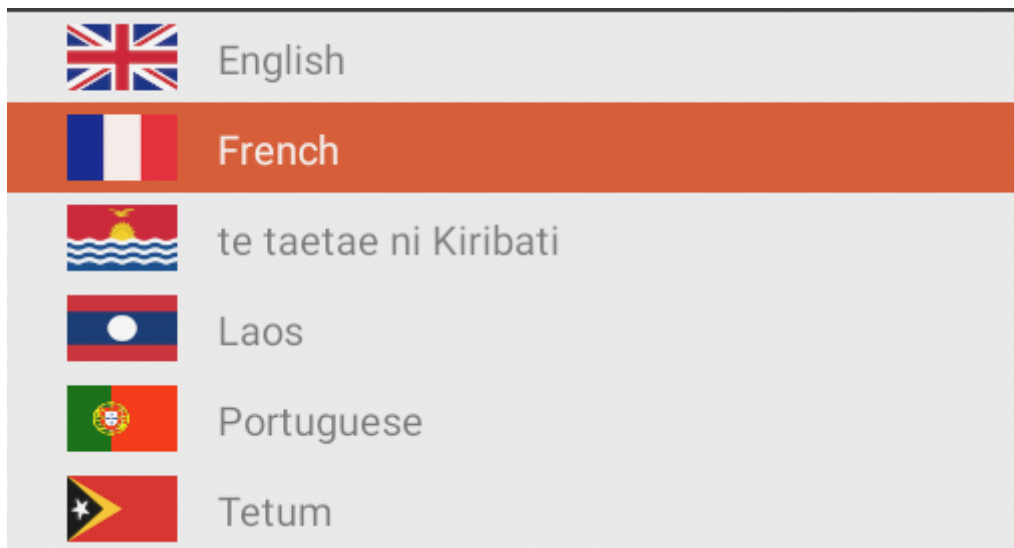 English
French
te taetae ni Kiribati
Laos
Portuguese
Tetum